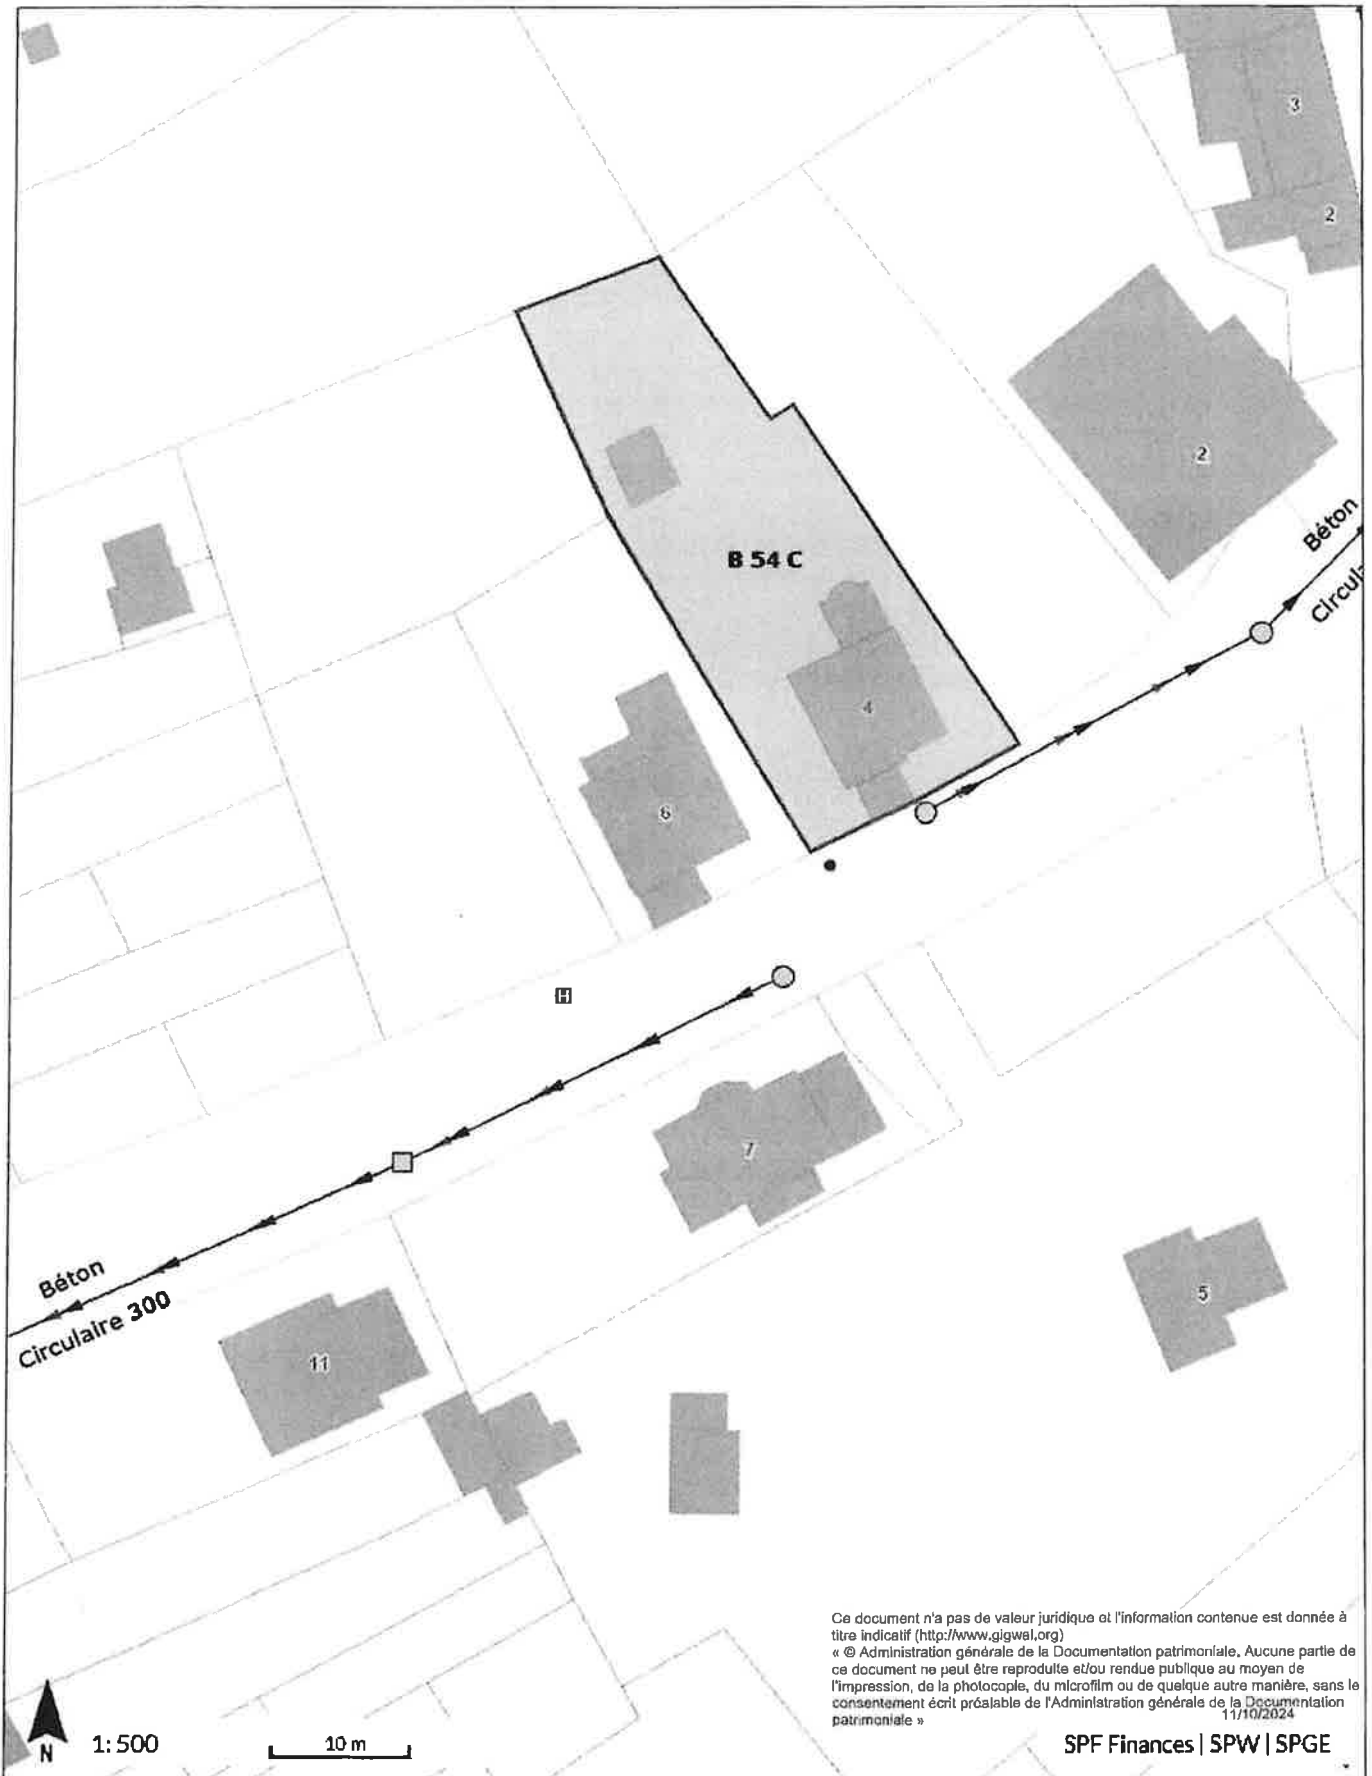 3
2
2
Béton
B 54 C
4
6
H
7
Béton
Circulaire 300
5
11
Ce document n'a pas de valeur juridique et l'information contenue est donnée à
titre indicatif (http://www.gigwal.org)
« © Administration générale de la Documentation patrimoniale. Aucune partie de
ce document ne peut être reproduite et/ou rendue publique au moyen de
l'impression, de la photocopie, du microfilm ou de quelque autre manière, sans le
consentement écrit préalable de l'Administration générale de la Documentation
patrimoniale »
11/10/2024
N
1:500
10 m
SPF Finances | SPW | SPGE